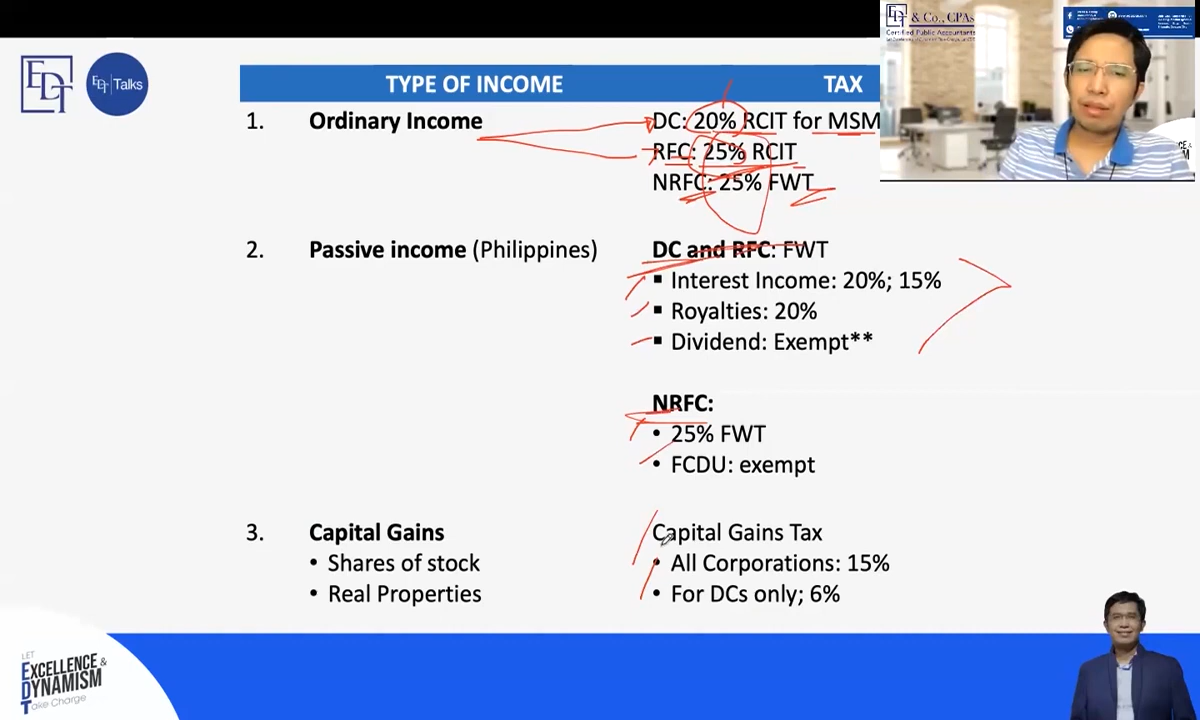 EDT & Co., CPAs
Certified Public Accountants
EDT
EDT Talks
TYPE OF INCOME TAX
1. Ordinary Income DC: 20% RCIT for MSM
RFC: 25% RCIT
NRFC: 25% FWT
2. Passive income (Philippines) DC and RFC: FWT
▪ Interest Income: 20%; 15%
▪ Royalties: 20%
▪ Dividend: Exempt**
NRFC:
• 25% FWT
• FCDU: exempt
3. Capital Gains Capital Gains Tax
• Shares of stock • All Corporations: 15%
• Real Properties • For DCs only; 6%
LET
EXCELLENCE &
DYNAMISM
Take Charge